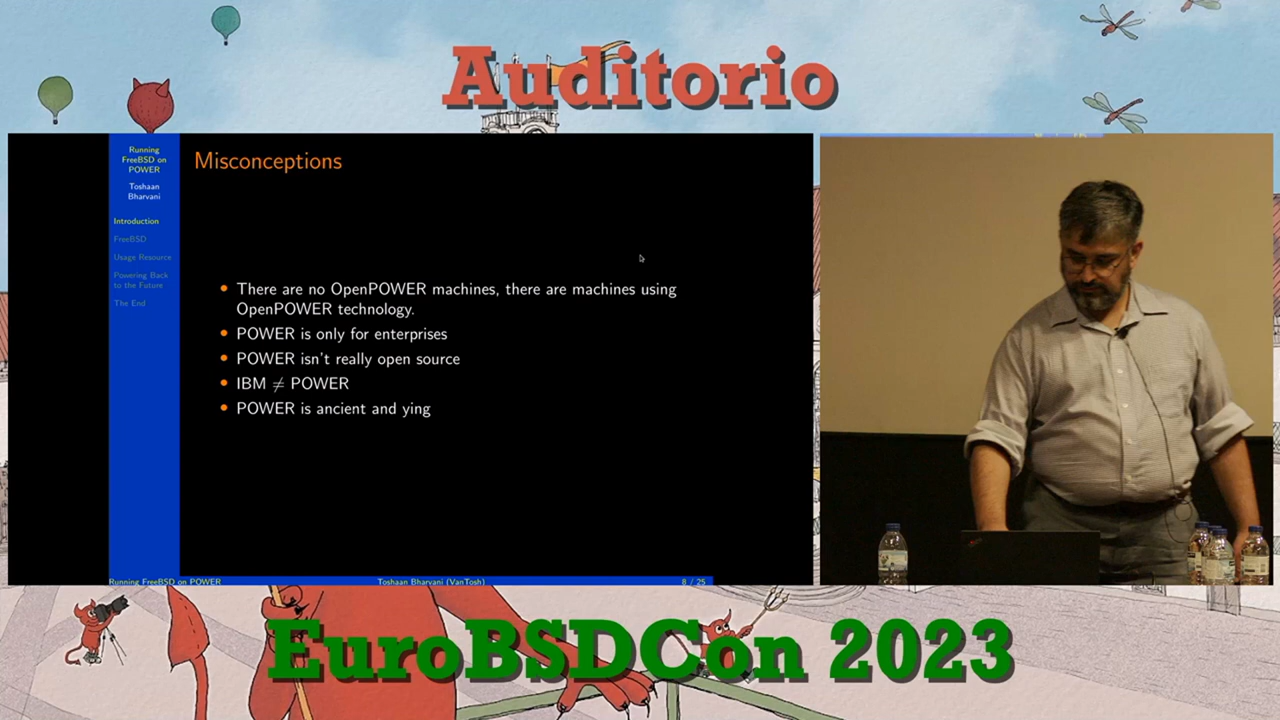 Auditorio
Running
FreeBSD on
POWER
Toshaan
Bharvani
Introduction
FreeBSD
Usage Resource
Powering Back
to the Future
The End
Misconceptions
There are no OpenPOWER machines, there are machines using
OpenPOWER technology.
POWER is only for enterprises
POWER isn't really open source
IBM ≠ POWER
POWER is ancient and ying
Running FreeBSD on POWER
Toshaan Bharvani (VanTosh)
8 / 25
EuroBSDCon 2023